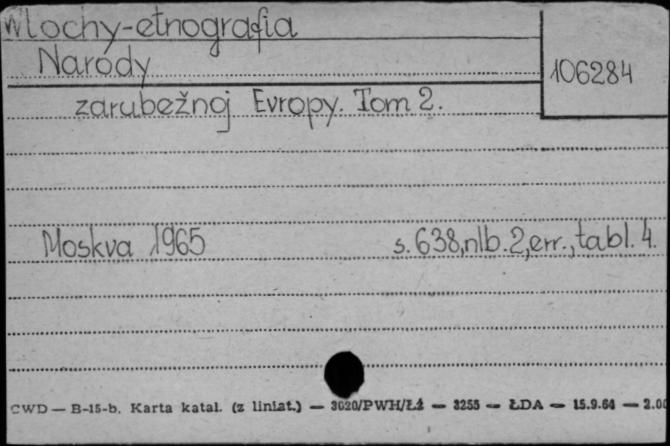 Włochy-etnografia
Narody
106284
zarubežnoj Evropy. Tom 2.
Moskva 1965 s. 638, nlb. 2, err., tabl. 4.
CWD — B-15-b. Karta katal. (z liniat.) — 3020/PWH/Łź — 3255 — ŁDA — 15.9.64 — 2.00